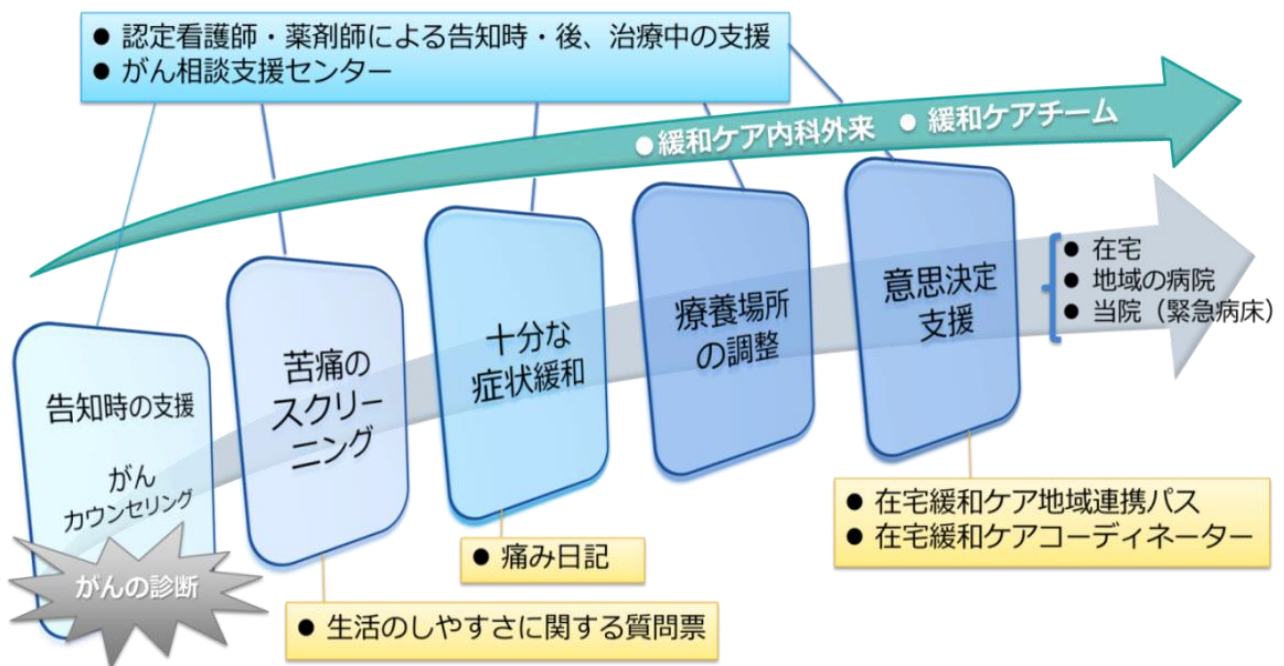 ● 認定看護師・薬剤師による告知時・後、治療中の支援
● がん相談支援センター
●緩和ケア内科外来 ● 緩和ケアチーム
告知時の支援
がん
カウンセリング
がんの診断
苦痛の
スクリー
ニング
● 生活のしやすさに関する質問票
十分な
症状緩和
● 痛み日記
療養場所
の調整
意思決定
支援
● 在宅緩和ケア地域連携パス
● 在宅緩和ケアコーディネーター
● 在宅
● 地域の病院
● 当院（緊急病床）